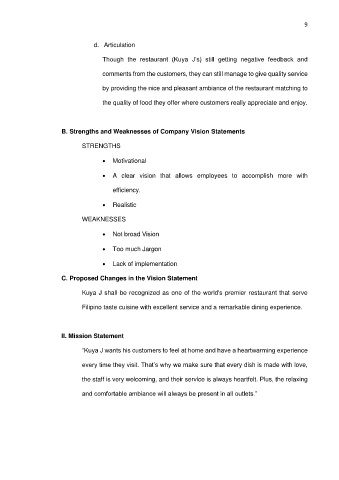 9
d. Articulation
Though the restaurant (Kuya J's) still getting negative feedback and
comments from the customers, they can still manage to give quality service
by providing the nice and pleasant ambiance of the restaurant matching to
the quality of food they offer where customers really appreciate and enjoy.
B. Strengths and Weaknesses of Company Vision Statements
STRENGTHS
• Motivational
• A clear vision that allows employees to accomplish more with
efficiency.
• Realistic
WEAKNESSES
• Not broad Vision
• Too much Jargon
• Lack of implementation
C. Proposed Changes in the Vision Statement
Kuya J shall be recognized as one of the world's premier restaurant that serve
Filipino taste cuisine with excellent service and a remarkable dining experience.
II. Mission Statement
"Kuya J wants his customers to feel at home and have a heartwarming experience
every time they visit. That's why we make sure that every dish is made with love,
the staff is very welcoming, and their service is always heartfelt. Plus, the relaxing
and comfortable ambiance will always be present in all outlets."